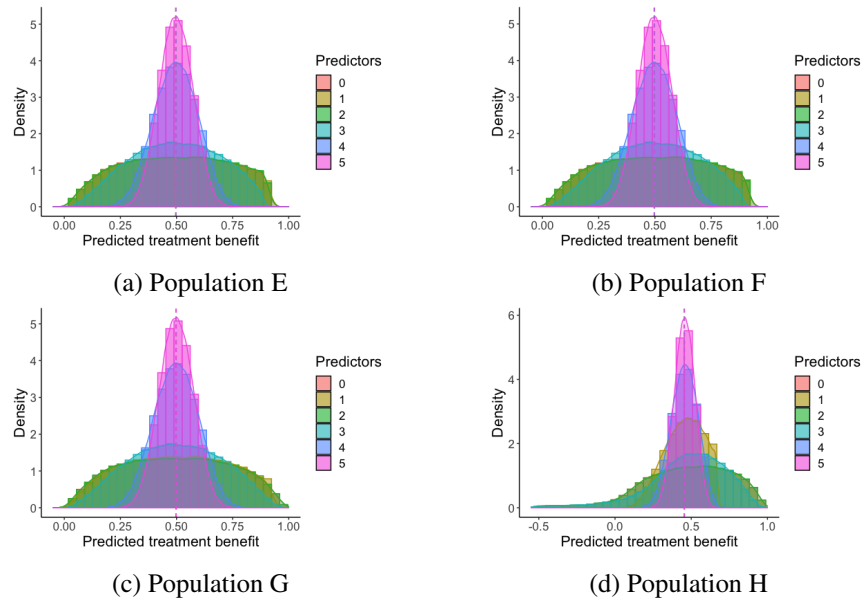 Density
5
4
3
2
1
0
0.00 0.25 0.50 0.75 1.00
Predicted treatment benefit
Predictors
0
1
2
3
4
5
(a) Population E
Density
5
4
3
2
1
0
0.00 0.25 0.50 0.75 1.00
Predicted treatment benefit
Predictors
0
1
2
3
4
5
(b) Population F
Density
5
4
3
2
1
0
0.00 0.25 0.50 0.75 1.00
Predicted treatment benefit
Predictors
0
1
2
3
4
5
(c) Population G
Density
6
4
2
0
-0.5 0.0 0.5 1.0
Predicted treatment benefit
Predictors
0
1
2
3
4
5
(d) Population H